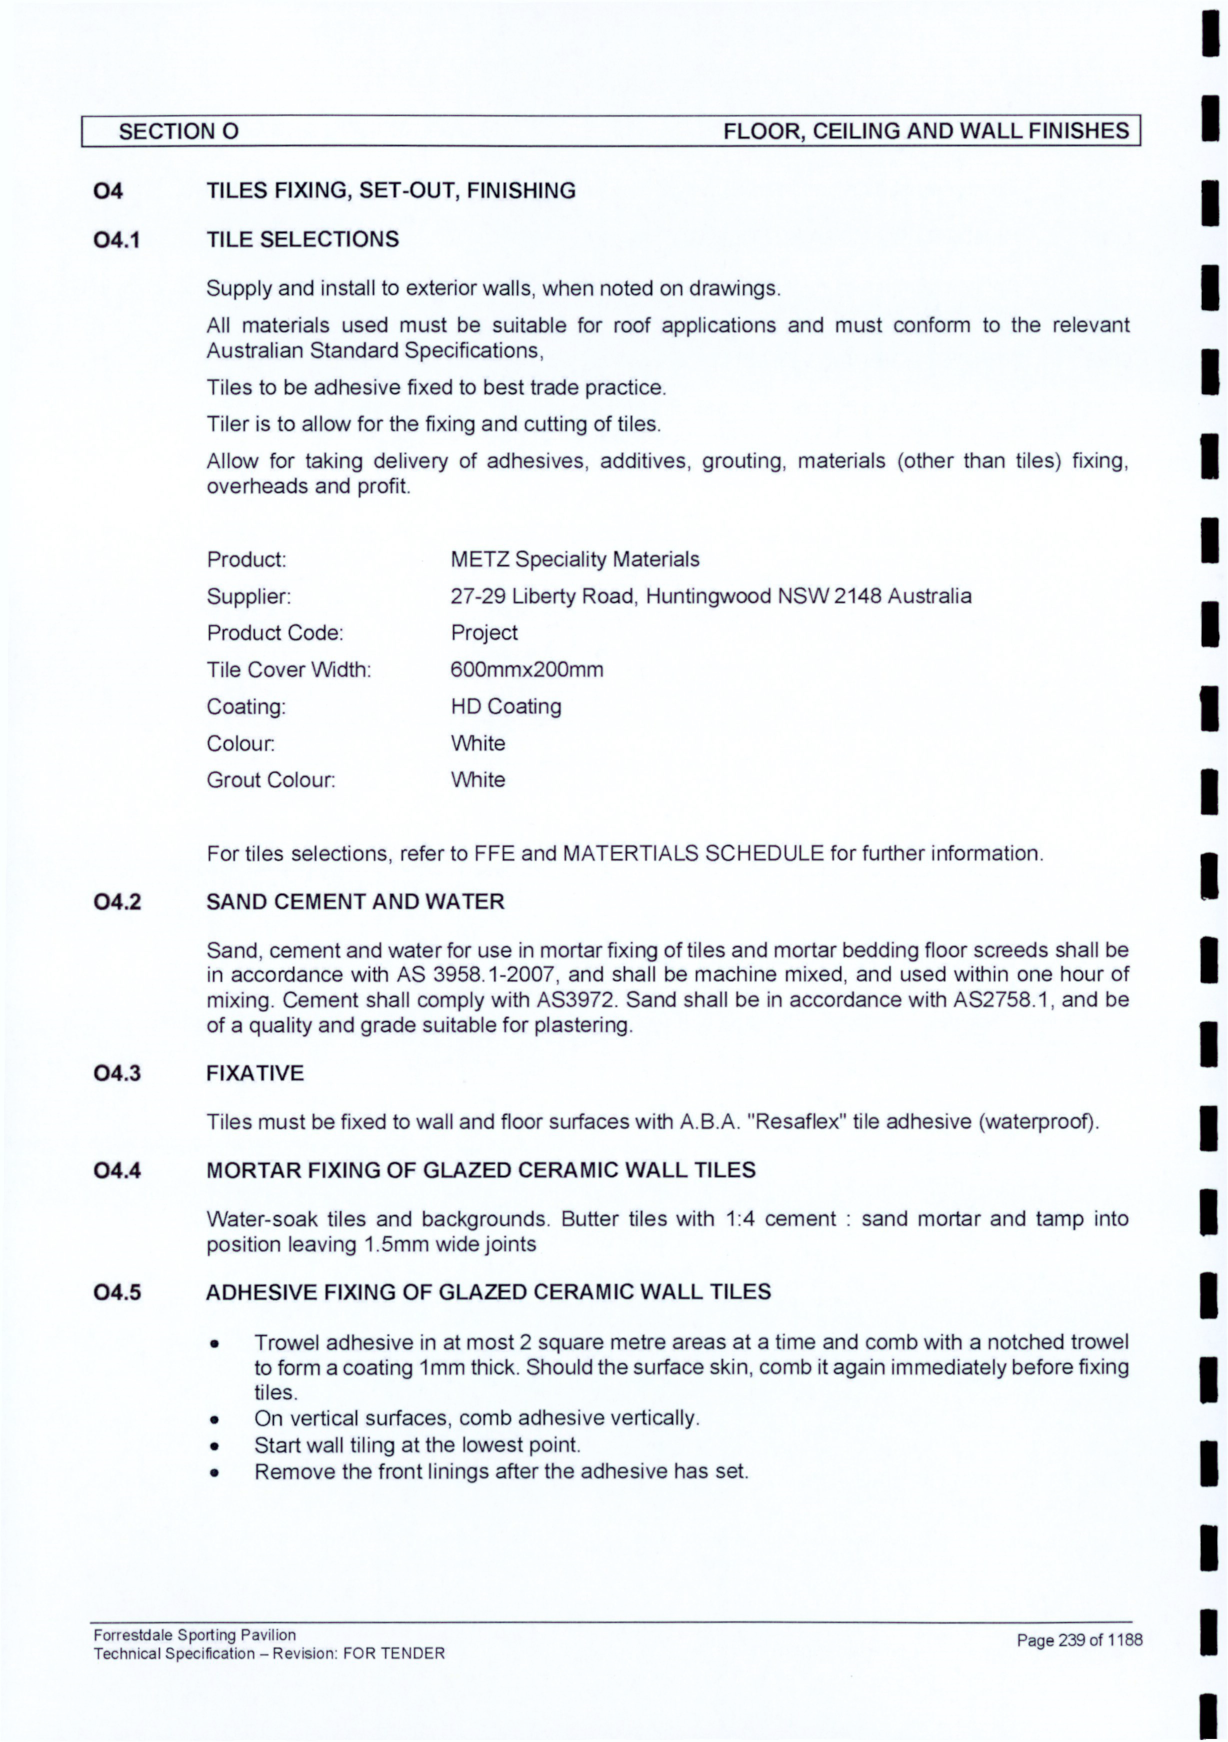 SECTION O FLOOR, CEILING AND WALL FINISHES
O4 TILES FIXING, SET-OUT, FINISHING
O4.1 TILE SELECTIONS
Supply and install to exterior walls, when noted on drawings.
All materials used must be suitable for roof applications and must conform to the relevant
Australian Standard Specifications,
Tiles to be adhesive fixed to best trade practice.
Tiler is to allow for the fixing and cutting of tiles.
Allow for taking delivery of adhesives, additives, grouting, materials (other than tiles) fixing,
overheads and profit.
Product: METZ Speciality Materials
Supplier: 27-29 Liberty Road, Huntingwood NSW 2148 Australia
Product Code: Project
Tile Cover Width: 600mmx200mm
Coating: HD Coating
Colour: White
Grout Colour: White
For tiles selections, refer to FFE and MATERTIALS SCHEDULE for further information.
O4.2 SAND CEMENT AND WATER
Sand, cement and water for use in mortar fixing of tiles and mortar bedding floor screeds shall be
in accordance with AS 3958.1-2007, and shall be machine mixed, and used within one hour of
mixing. Cement shall comply with AS3972. Sand shall be in accordance with AS2758.1, and be
of a quality and grade suitable for plastering.
O4.3 FIXATIVE
Tiles must be fixed to wall and floor surfaces with A.B.A. "Resaflex" tile adhesive (waterproof).
O4.4 MORTAR FIXING OF GLAZED CERAMIC WALL TILES
Water-soak tiles and backgrounds. Butter tiles with 1:4 cement : sand mortar and tamp into
position leaving 1.5mm wide joints
O4.5 ADHESIVE FIXING OF GLAZED CERAMIC WALL TILES
• Trowel adhesive in at most 2 square metre areas at a time and comb with a notched trowel
to form a coating 1mm thick. Should the surface skin, comb it again immediately before fixing
tiles.
• On vertical surfaces, comb adhesive vertically.
• Start wall tiling at the lowest point.
• Remove the front linings after the adhesive has set.
Forrestdale Sporting Pavilion
Technical Specification – Revision: FOR TENDER
Page 239 of 1188